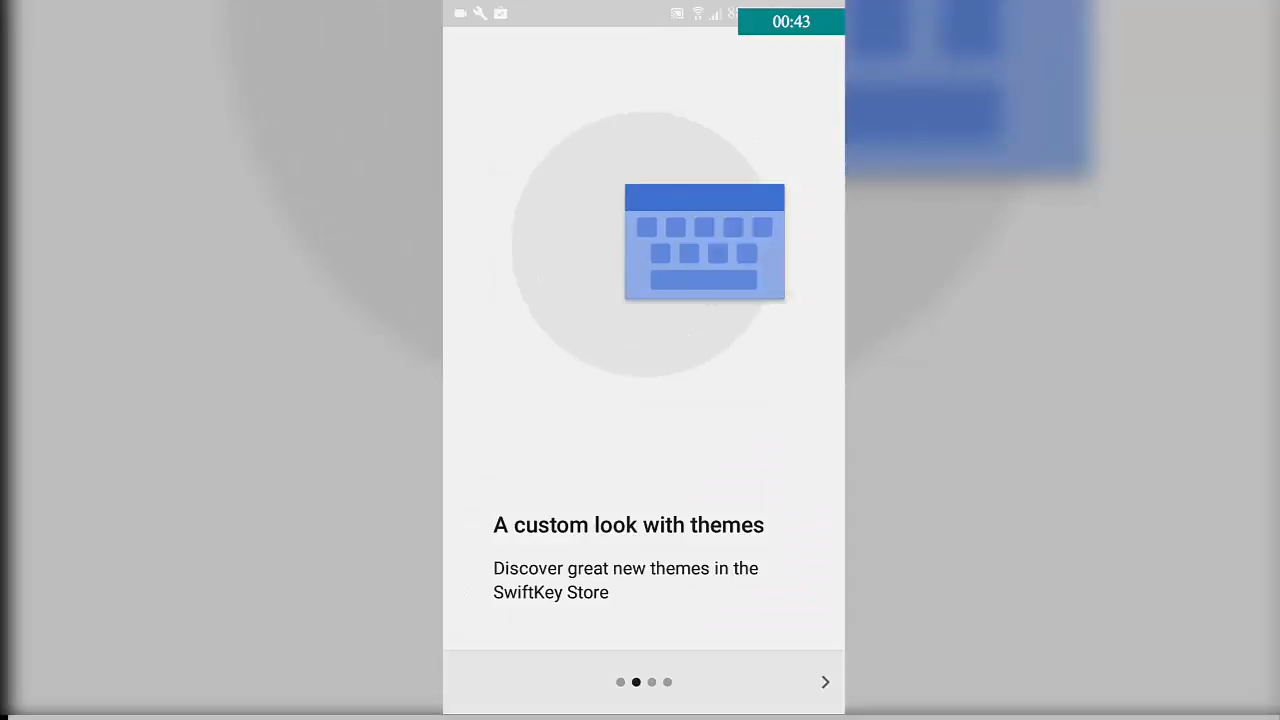 00:43
A custom look with themes
Discover great new themes in the
SwiftKey Store